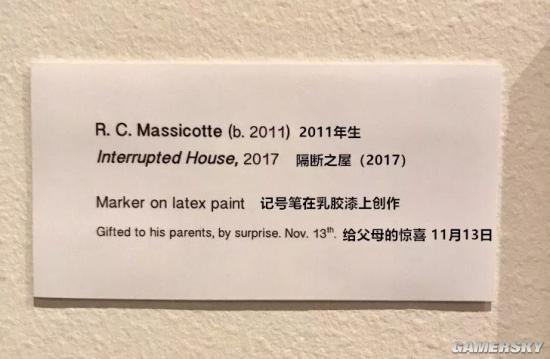 R. C. Massicotte (b. 2011) 2011年生
Interrupted House, 2017 隔断之屋（2017）
Marker on latex paint 记号笔在乳胶漆上创作
Gifted to his parents, by surprise. Nov. 13th. 给父母的惊喜 11月13日
GAMERSKY